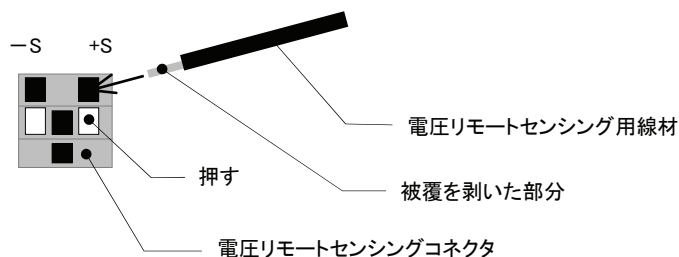 －S +S
電圧リモートセンシング用線材
押す
被覆を剥いた部分
電圧リモートセンシングコネクタ